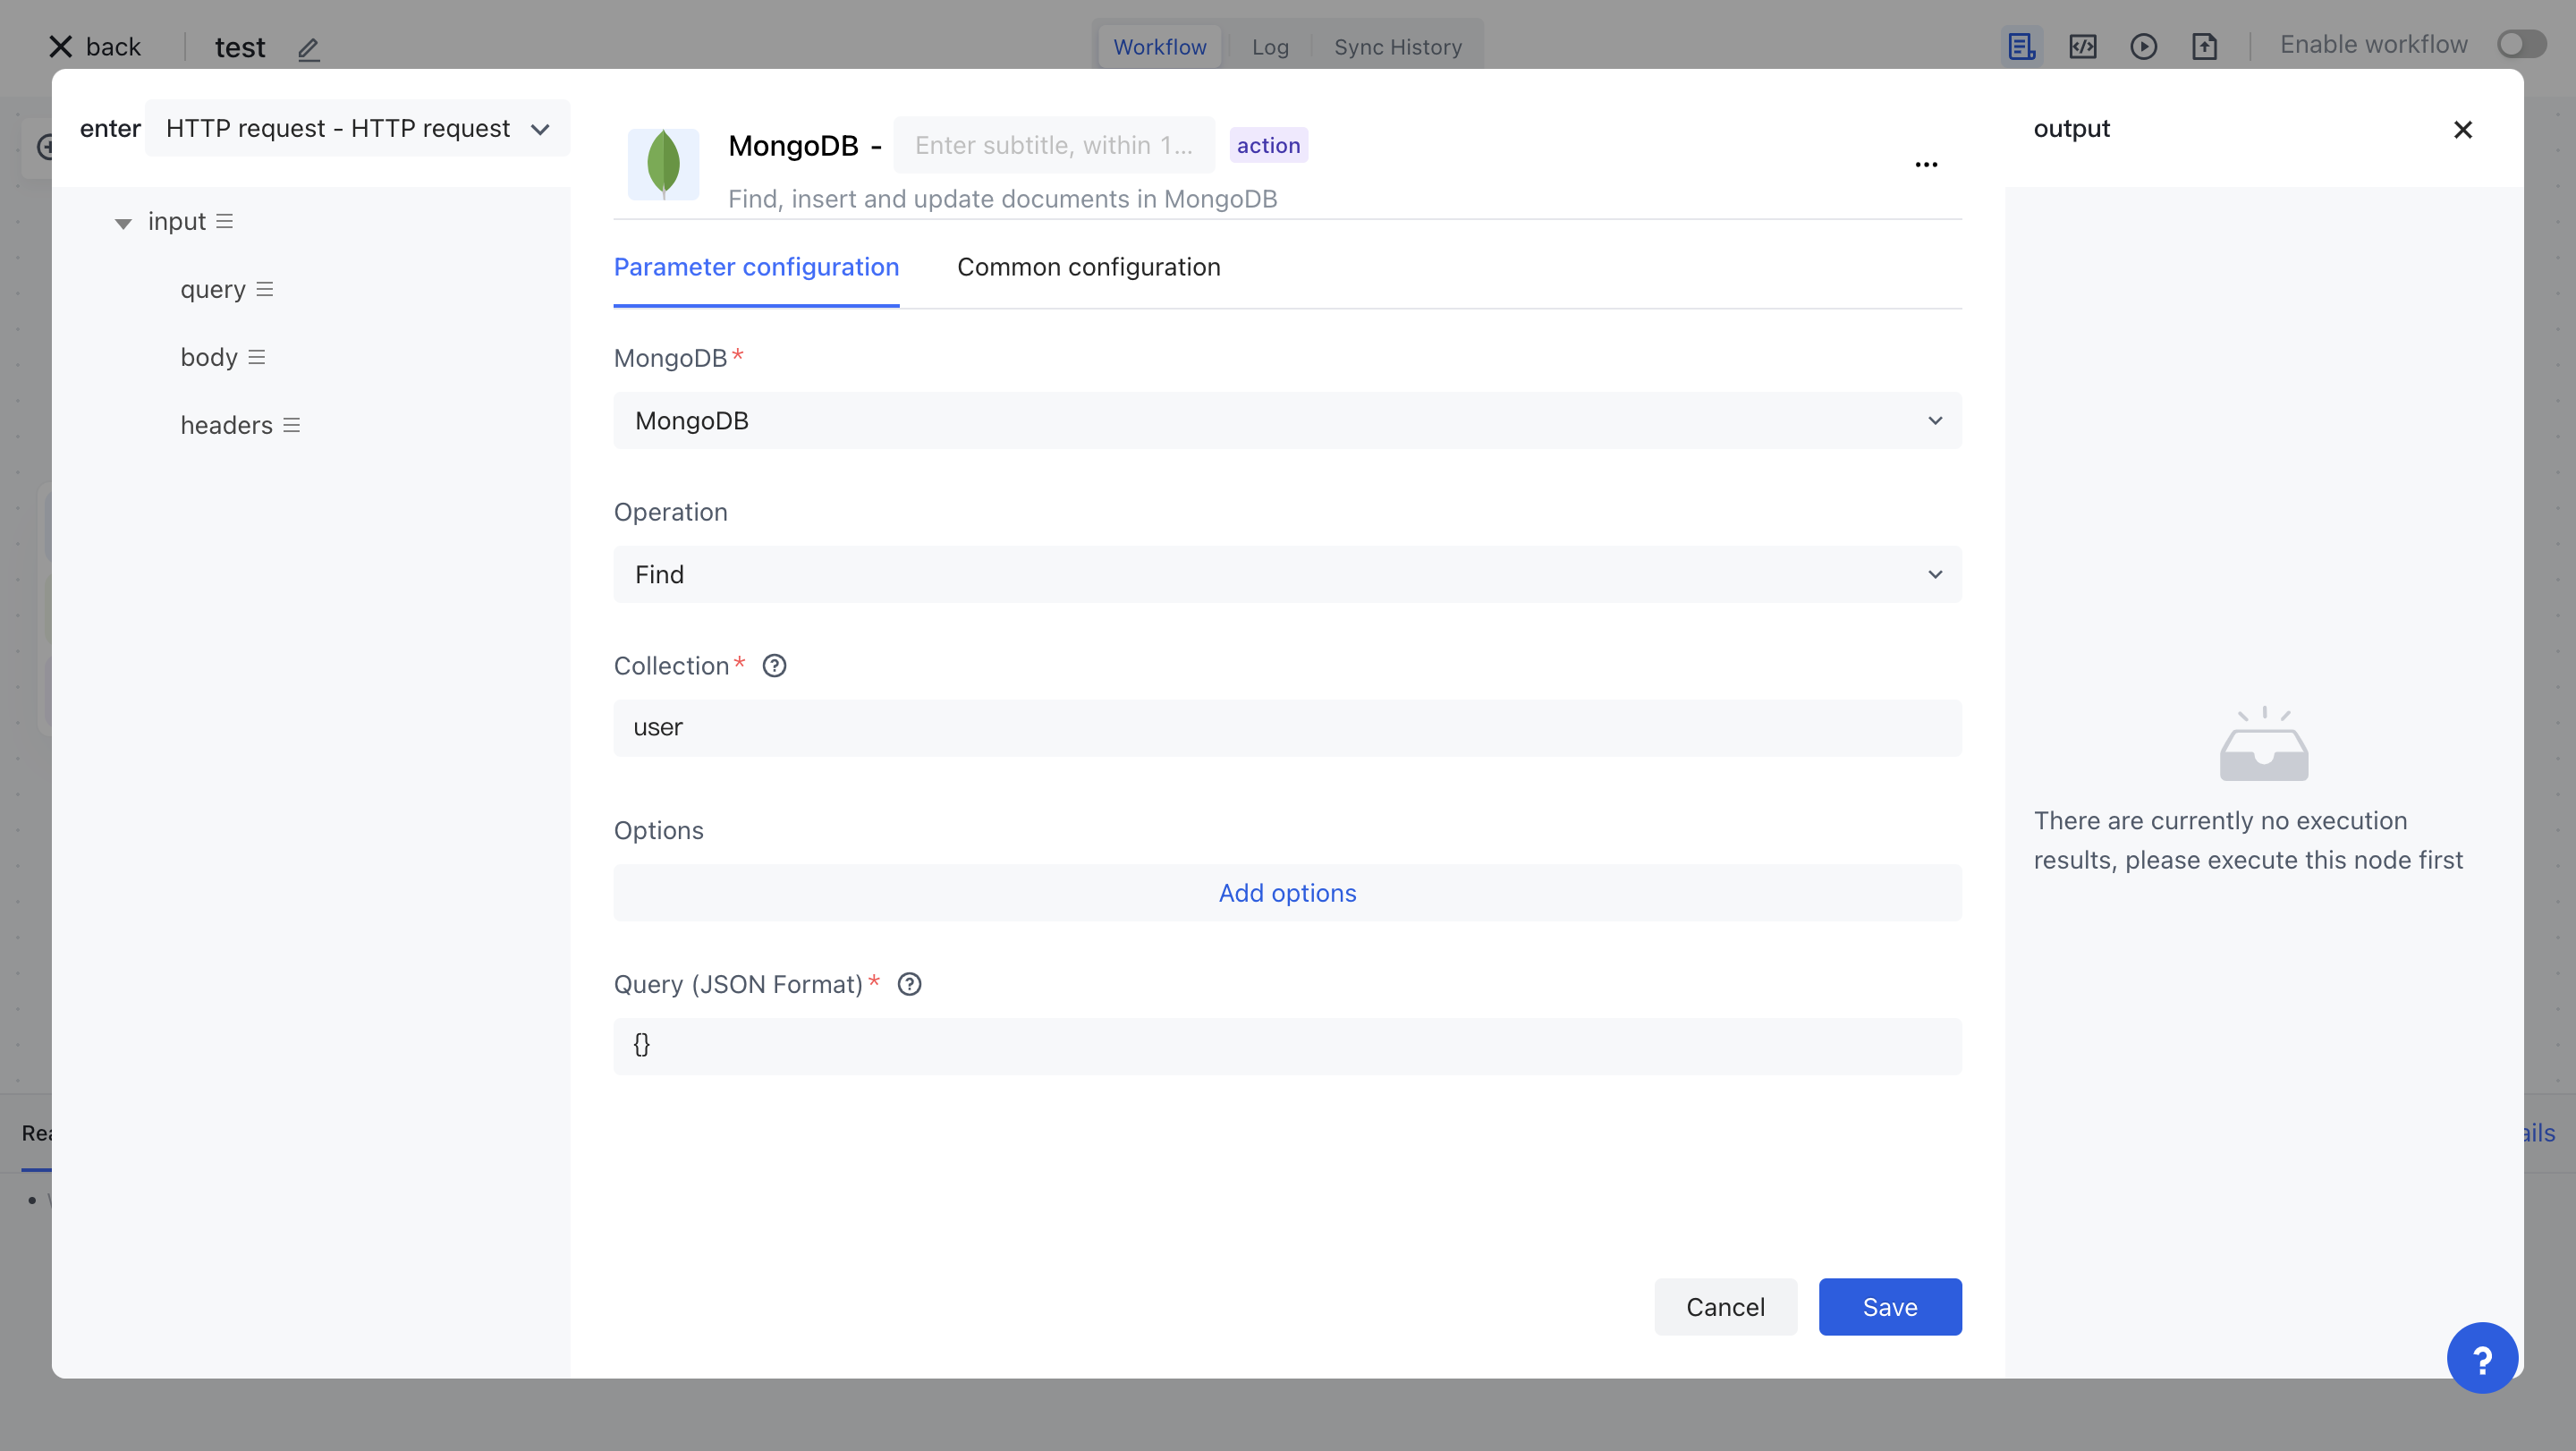 back
test
Workflow
Log
Sync History
Enable workflow
enter
HTTP request - HTTP request
input
query
body
headers
MongoDB -
Enter subtitle, within 1...
action
Find, insert and update documents in MongoDB
Parameter configuration
Common configuration
MongoDB*
MongoDB
Operation
Find
Collection*
user
Options
Add options
Query (JSON Format)*
{}
Cancel
Save
output
There are currently no execution
results, please execute this node first